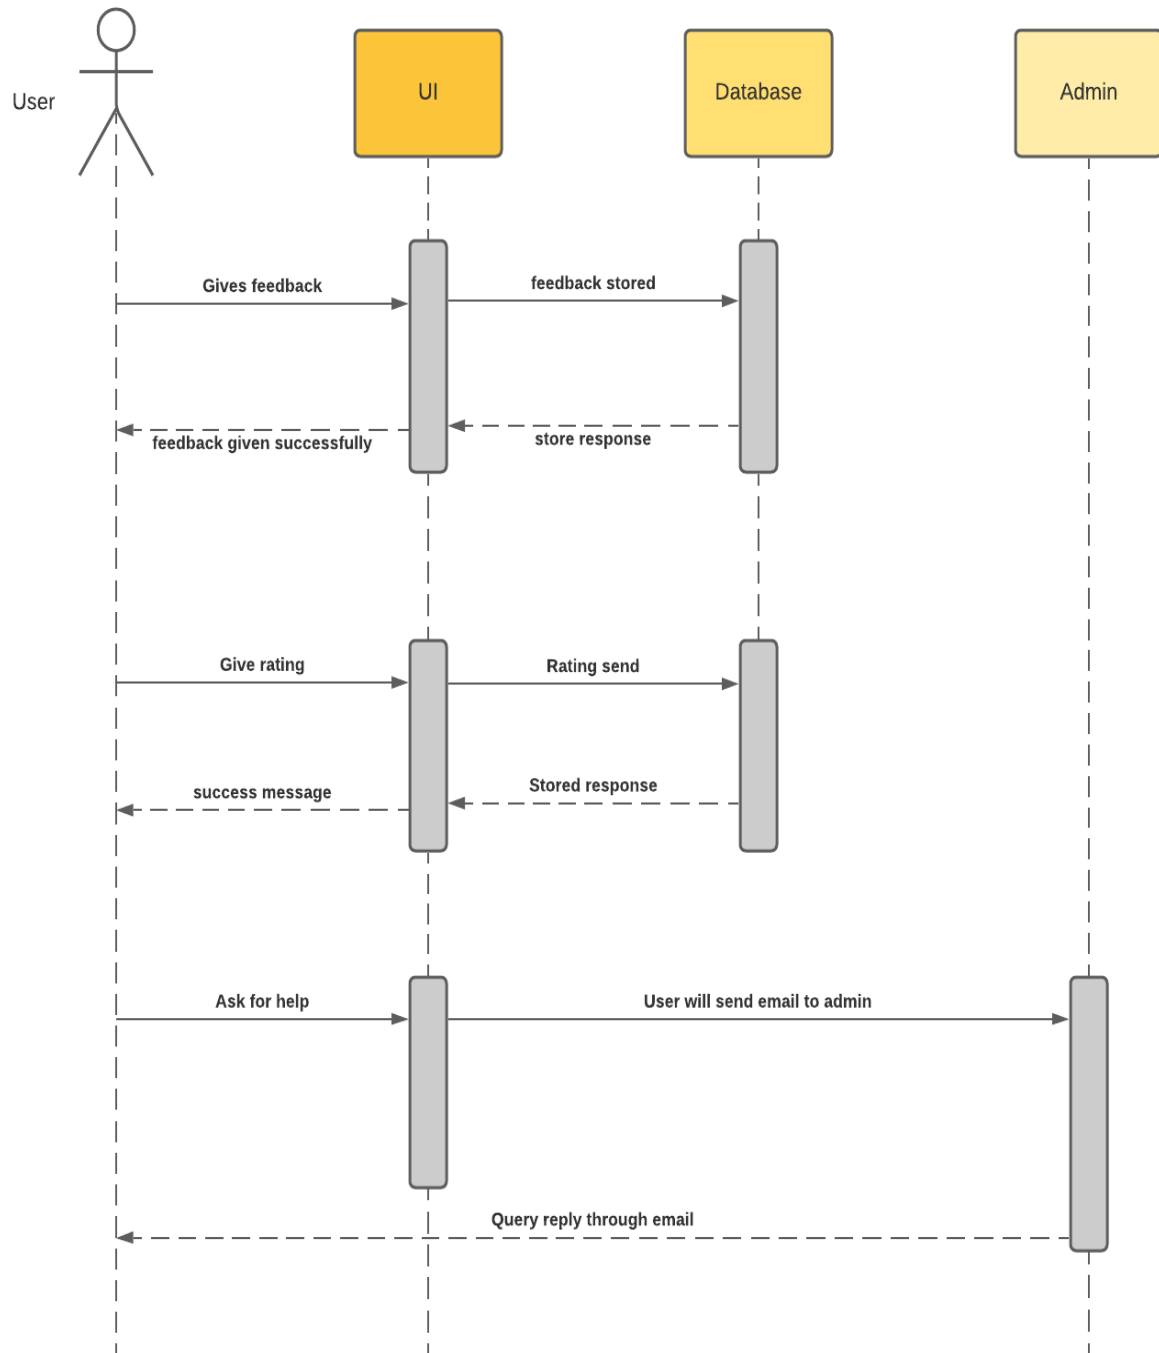 User
UI
Database
Admin
Gives feedback
feedback stored
feedback given successfully
store response
Give rating
Rating send
success message
Stored response
Ask for help
User will send email to admin
Query reply through email